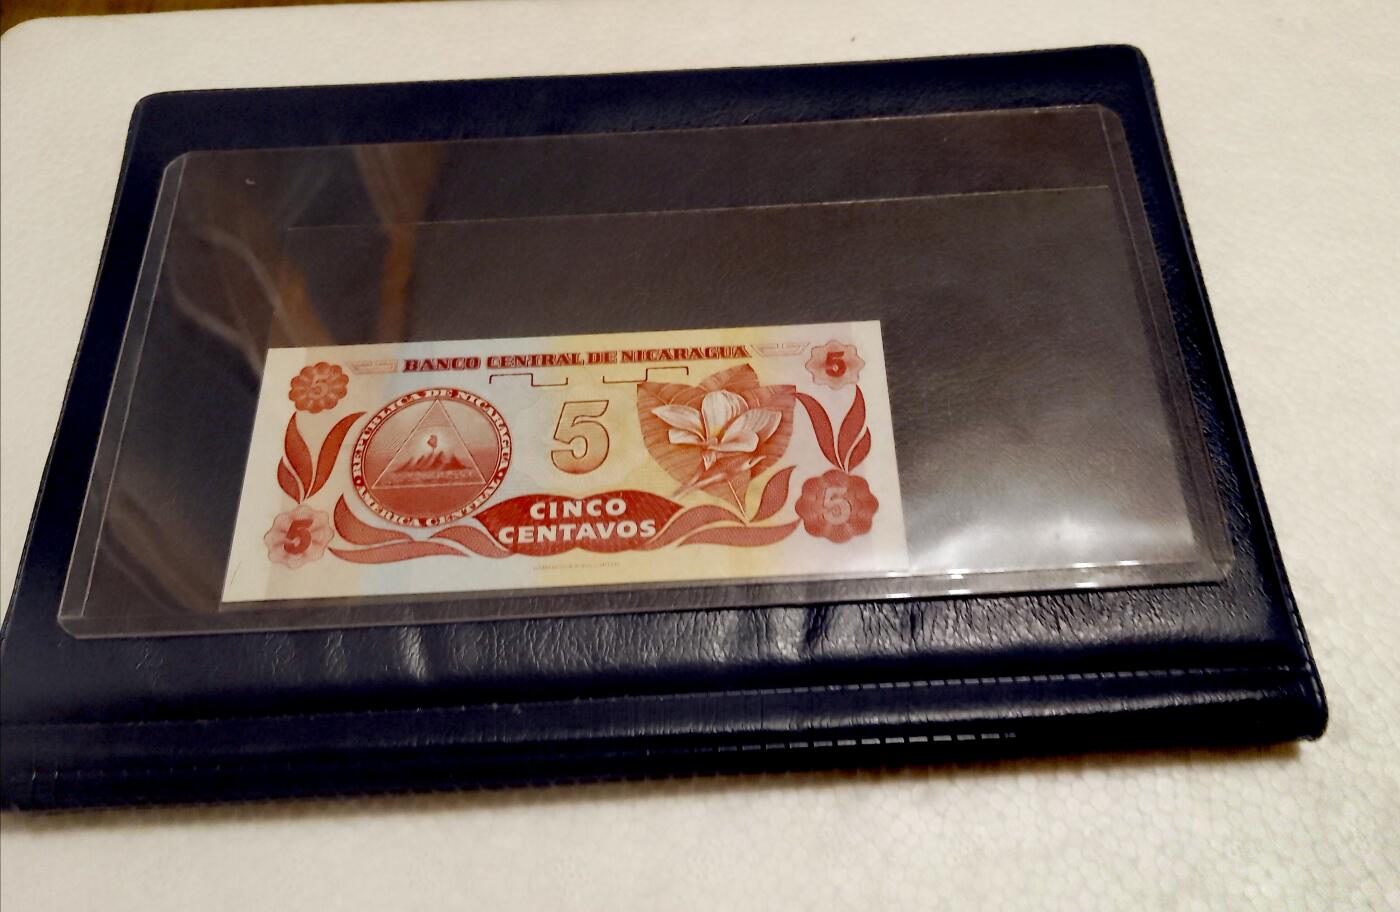 BANCO CENTRAL DE NICARAGUA
5
5
REPUBLICA DE NICARAGUA
AMERICA CENTRAL
5
5
5
CINCO
CENTAVOS